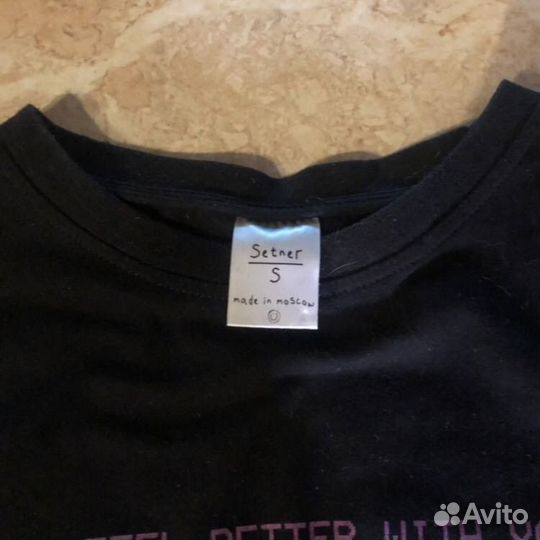 Setner
S
made in moscow
BETTER WITH
Avito